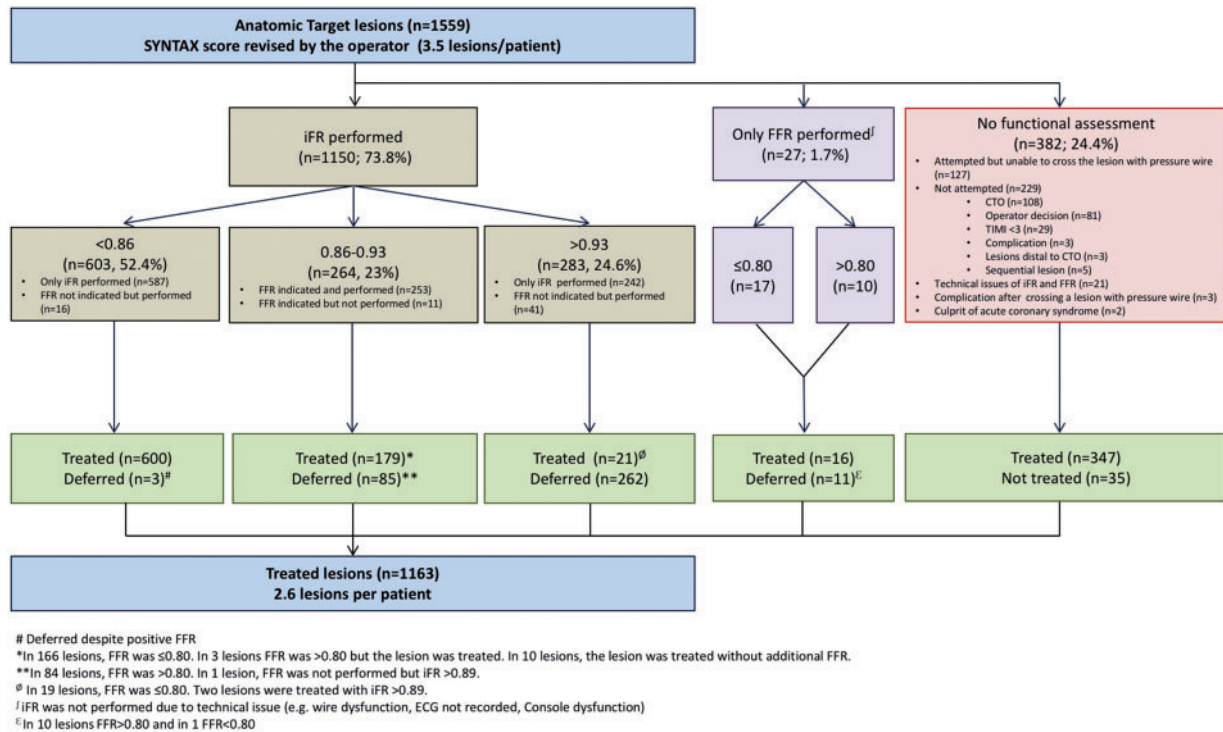 Anatomic Target lesions (n=1559)
SYNTAX score revised by the operator (3.5 lesions/patient)
iFR performed
(n=1150; 73.8%)
Only FFR performed∫
(n=27; 1.7%)
No functional assessment
(n=382; 24.4%)
• Attempted but unable to cross the lesion with pressure wire
(n=127)
• Not attempted (n=229)
• CTO (n=108)
• Operator decision (n=81)
• TIMI <3 (n=29)
• Complication (n=3)
• Lesions distal to CTO (n=3)
• Sequential lesion (n=5)
• Technical issues of iFR and FFR (n=21)
• Complication after crossing a lesion with pressure wire (n=3)
• Culprit of acute coronary syndrome (n=2)
<0.86
(n=603, 52.4%)
• Only iFR performed (n=587)
• FFR not indicated but performed
(n=16)
0.86-0.93
(n=264, 23%)
• FFR indicated and performed (n=253)
• FFR indicated but not performed (n=11)
>0.93
(n=283, 24.6%)
• Only iFR performed (n=242)
• FFR not indicated but performed
(n=41)
≤0.80
(n=17)
>0.80
(n=10)
Treated (n=600)
Deferred (n=3)#
Treated (n=179)*
Deferred (n=85)**
Treated (n=21)ø
Deferred (n=262)
Treated (n=16)
Deferred (n=11)ε
Treated (n=347)
Not treated (n=35)
Treated lesions (n=1163)
2.6 lesions per patient
# Deferred despite positive FFR
*In 166 lesions, FFR was ≤0.80. In 3 lesions FFR was >0.80 but the lesion was treated. In 10 lesions, the lesion was treated without additional FFR.
**In 84 lesions, FFR was >0.80. In 1 lesion, FFR was not performed but iFR >0.89.
ø In 19 lesions, FFR was ≤0.80. Two lesions were treated with iFR >0.89.
∫ iFR was not performed due to technical issue (e.g. wire dysfunction, ECG not recorded, Console dysfunction)
ε In 10 lesions FFR>0.80 and in 1 FFR<0.80